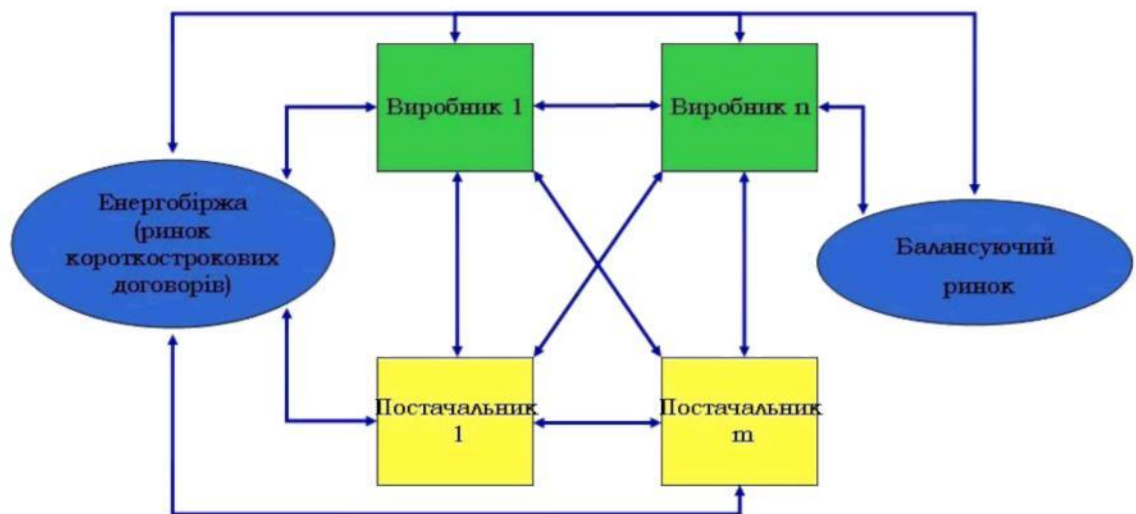 Виробник 1
Виробник n
Енергобіржа
(ринок
короткострокових
договорів)
Балансуючий
ринок
Постачальник
1
Постачальник
m